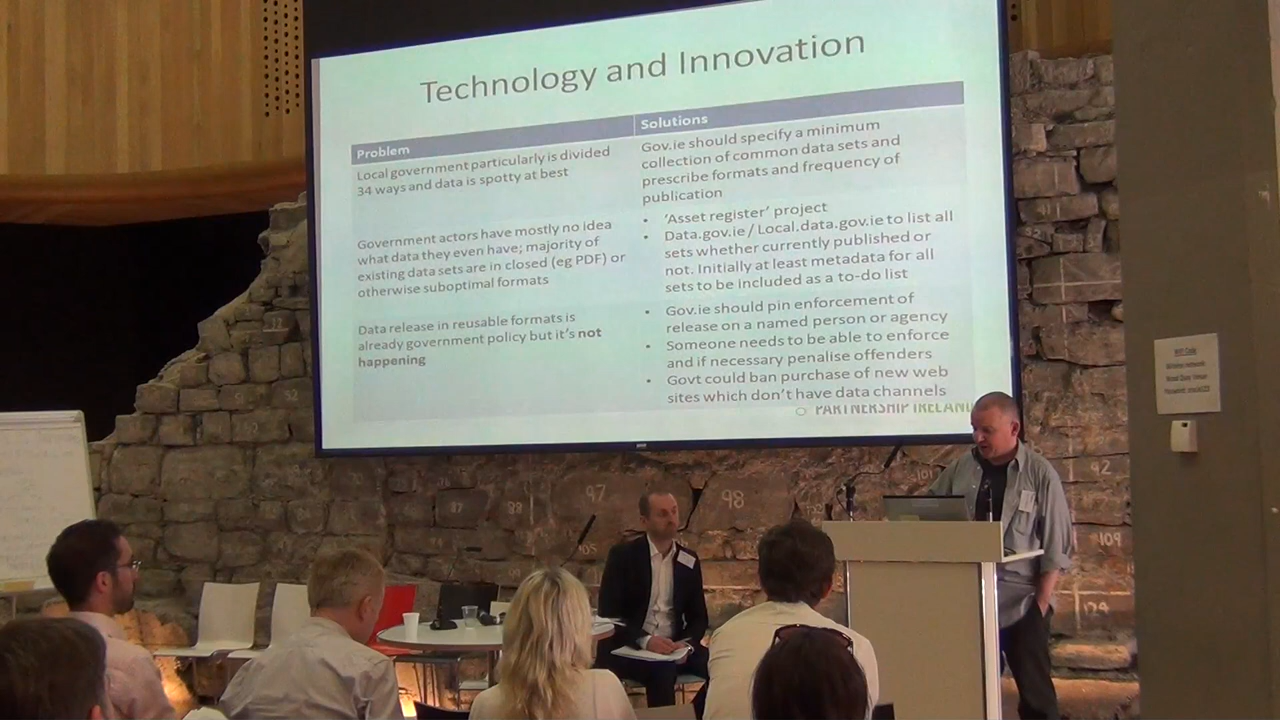 Technology and Innovation
Problem
Solutions
Local government particularly is divided
34 ways and data is spotty at best
Gov.ie should specify a minimum
collection of common data sets and
prescribe formats and frequency of
publication
Government actors have mostly no idea
what data they even have; majority of
existing data sets are in closed (eg PDF) or
otherwise suboptimal formats
• 'Asset register' project
• Data.gov.ie / Local.data.gov.ie to list all
sets whether currently published or
not. Initially at least metadata for all
sets to be included as a to-do list
Data release in reusable formats is
already government policy but it's not
happening
• Gov.ie should pin enforcement of
release on a named person or agency
• Someone needs to be able to enforce
and if necessary penalise offenders
• Govt could ban purchase of new web
sites which don't have data channels
PARTNERSHIP IRELAND
97
98
92
109